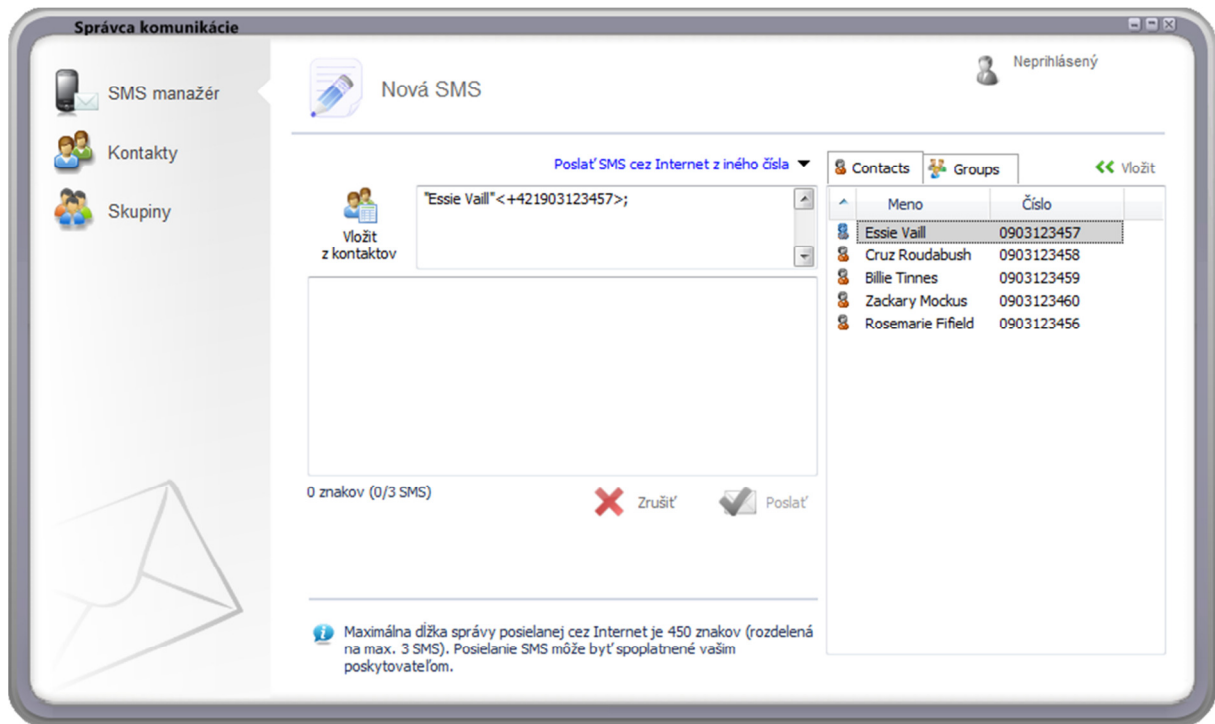 Správca komunikácie
SMS manažér
Kontakty
Skupiny
Nová SMS
Neprihlásený
Poslať SMS cez Internet z iného čísla
Vložit
z kontaktov
"Essie Vaill"<+421903123457>;
0 znakov (0/3 SMS)
Zrušiť
Poslať
Maximálna dĺžka správy posielanej cez Internet je 450 znakov (rozdelená
na max. 3 SMS). Posielanie SMS môže byť spoplatnené vašim
poskytovateľom.
Contacts Groups Vložit
Meno Číslo
Essie Vaill 0903123457
Cruz Roudabush 0903123458
Billie Tinnes 0903123459
Zackary Mockus 0903123460
Rosemarie Fifield 0903123456